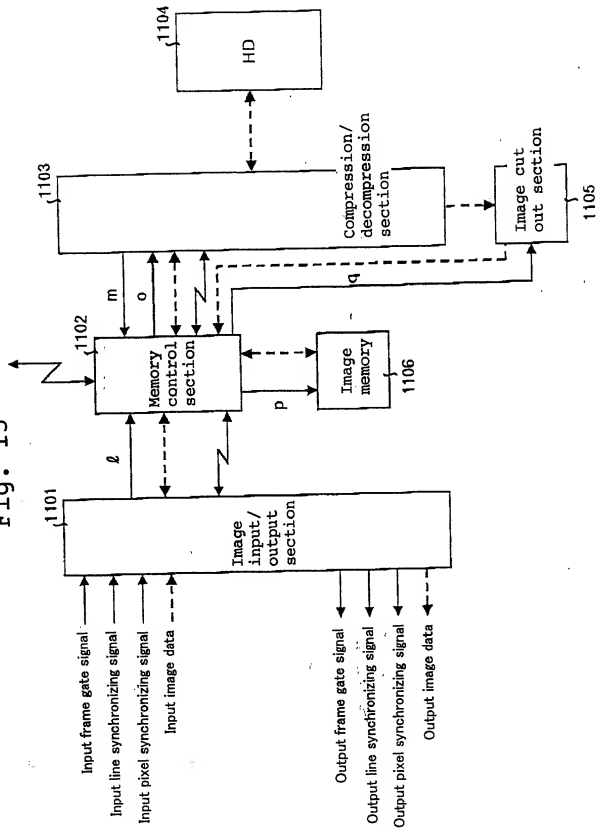 Fig. 15
1101
Image
input/
output
section
Input frame gate signal
Input line synchronizing signal
Input pixel synchronizing signal
Input image data
Output frame gate signal
Output line synchronizing signal
Output pixel synchronizing signal
Output image data
ℓ
1102
Memory
control
section
p
Image
memory
1106
m
o
q
1103
Compression/
decompression
section
1104
HD
Image cut
out section
1105